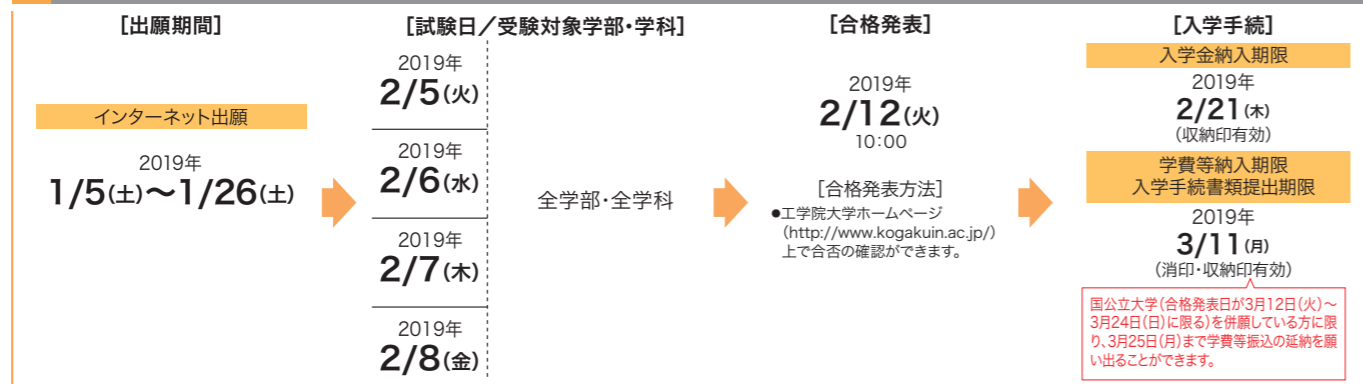 [出願期間]
インターネット出願
2019年
1/5(土)〜1/26(土)
[試験日／受験対象学部・学科]
2019年
2/5(火)
2019年
2/6(水)
2019年
2/7(木)
2019年
2/8(金)
全学部・全学科
[合格発表]
2019年
2/12(火)
10:00
[合格発表方法]
●工学院大学ホームページ
(http://www.kogakuin.ac.jp/)
上で合否の確認ができます。
[入学手続]
入学金納入期限
2019年
2/21(木)
(収納印有効)
学費等納入期限
入学手続書類提出期限
2019年
3/11(月)
(消印・収納印有効)
国公立大学(合格発表日が3月12日(火)〜
3月24日(日)に限る)を併願している方に限
り、3月25日(月)まで学費等振込の延納を願
い出ることができます。